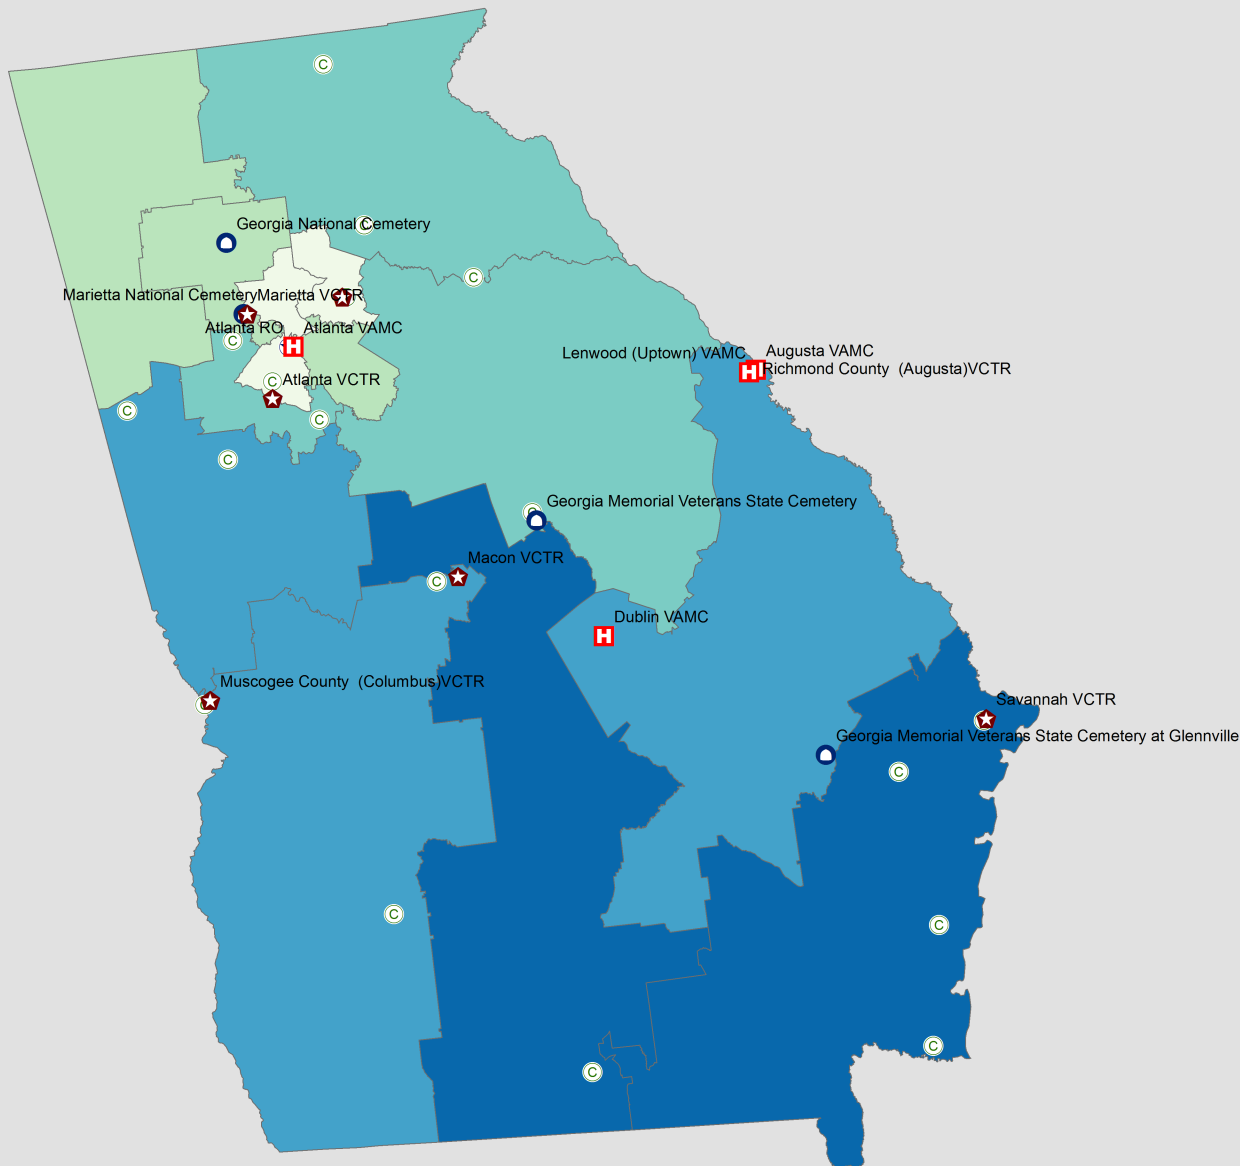 C
C
Georgia National Cemetery
C
Marietta National Cemetery Marietta VCTR
Atlanta RO
H
Atlanta VAMC
C
Lenwood (Uptown) VAMC
H
Augusta VAMC
Richmond County (Augusta)VCTR
C
Atlanta VCTR
C
C
C
C
Georgia Memorial Veterans State Cemetery
Macon VCTR
C
Dublin VAMC
H
Muscogee County (Columbus)VCTR
C
Savannah VCTR
Georgia Memorial Veterans State Cemetery at Glennville
C
C
C
C
C